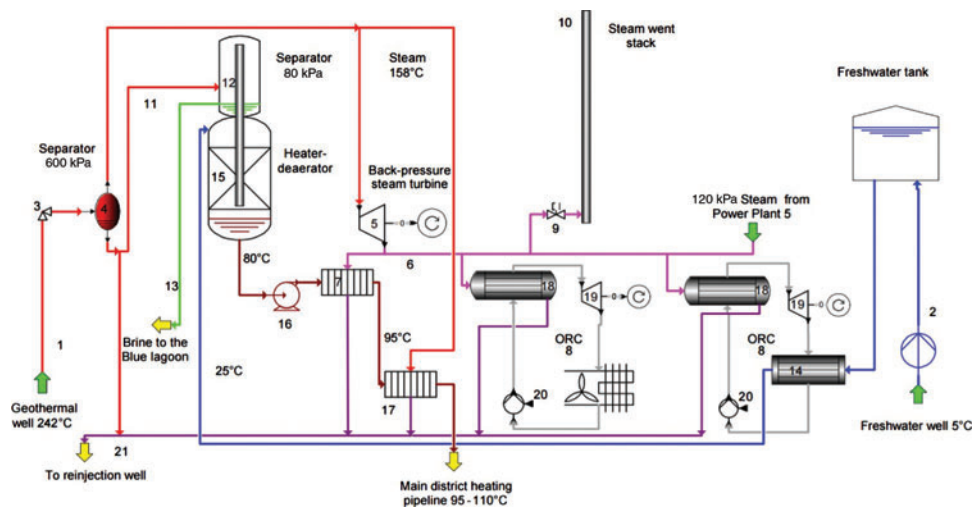 10
Steam went
stack
Separator
80 kPa
Steam
158°C
Freshwater tank
12
11
Separator
600 kPa
Heater-
deaerator
15
Back-pressure
steam turbine
3
4
5
120 kPa Steam from
Power Plant 5
9
80°C
6
7
18
18
13
19
19
2
16
Brine to the
Blue lagoon
1
25°C
95°C
ORC
8
ORC
8
14
17
20
20
Geothermal
well 242°C
Freshwater well 5°C
21
To reinjection well
Main district heating
pipeline 95-110°C